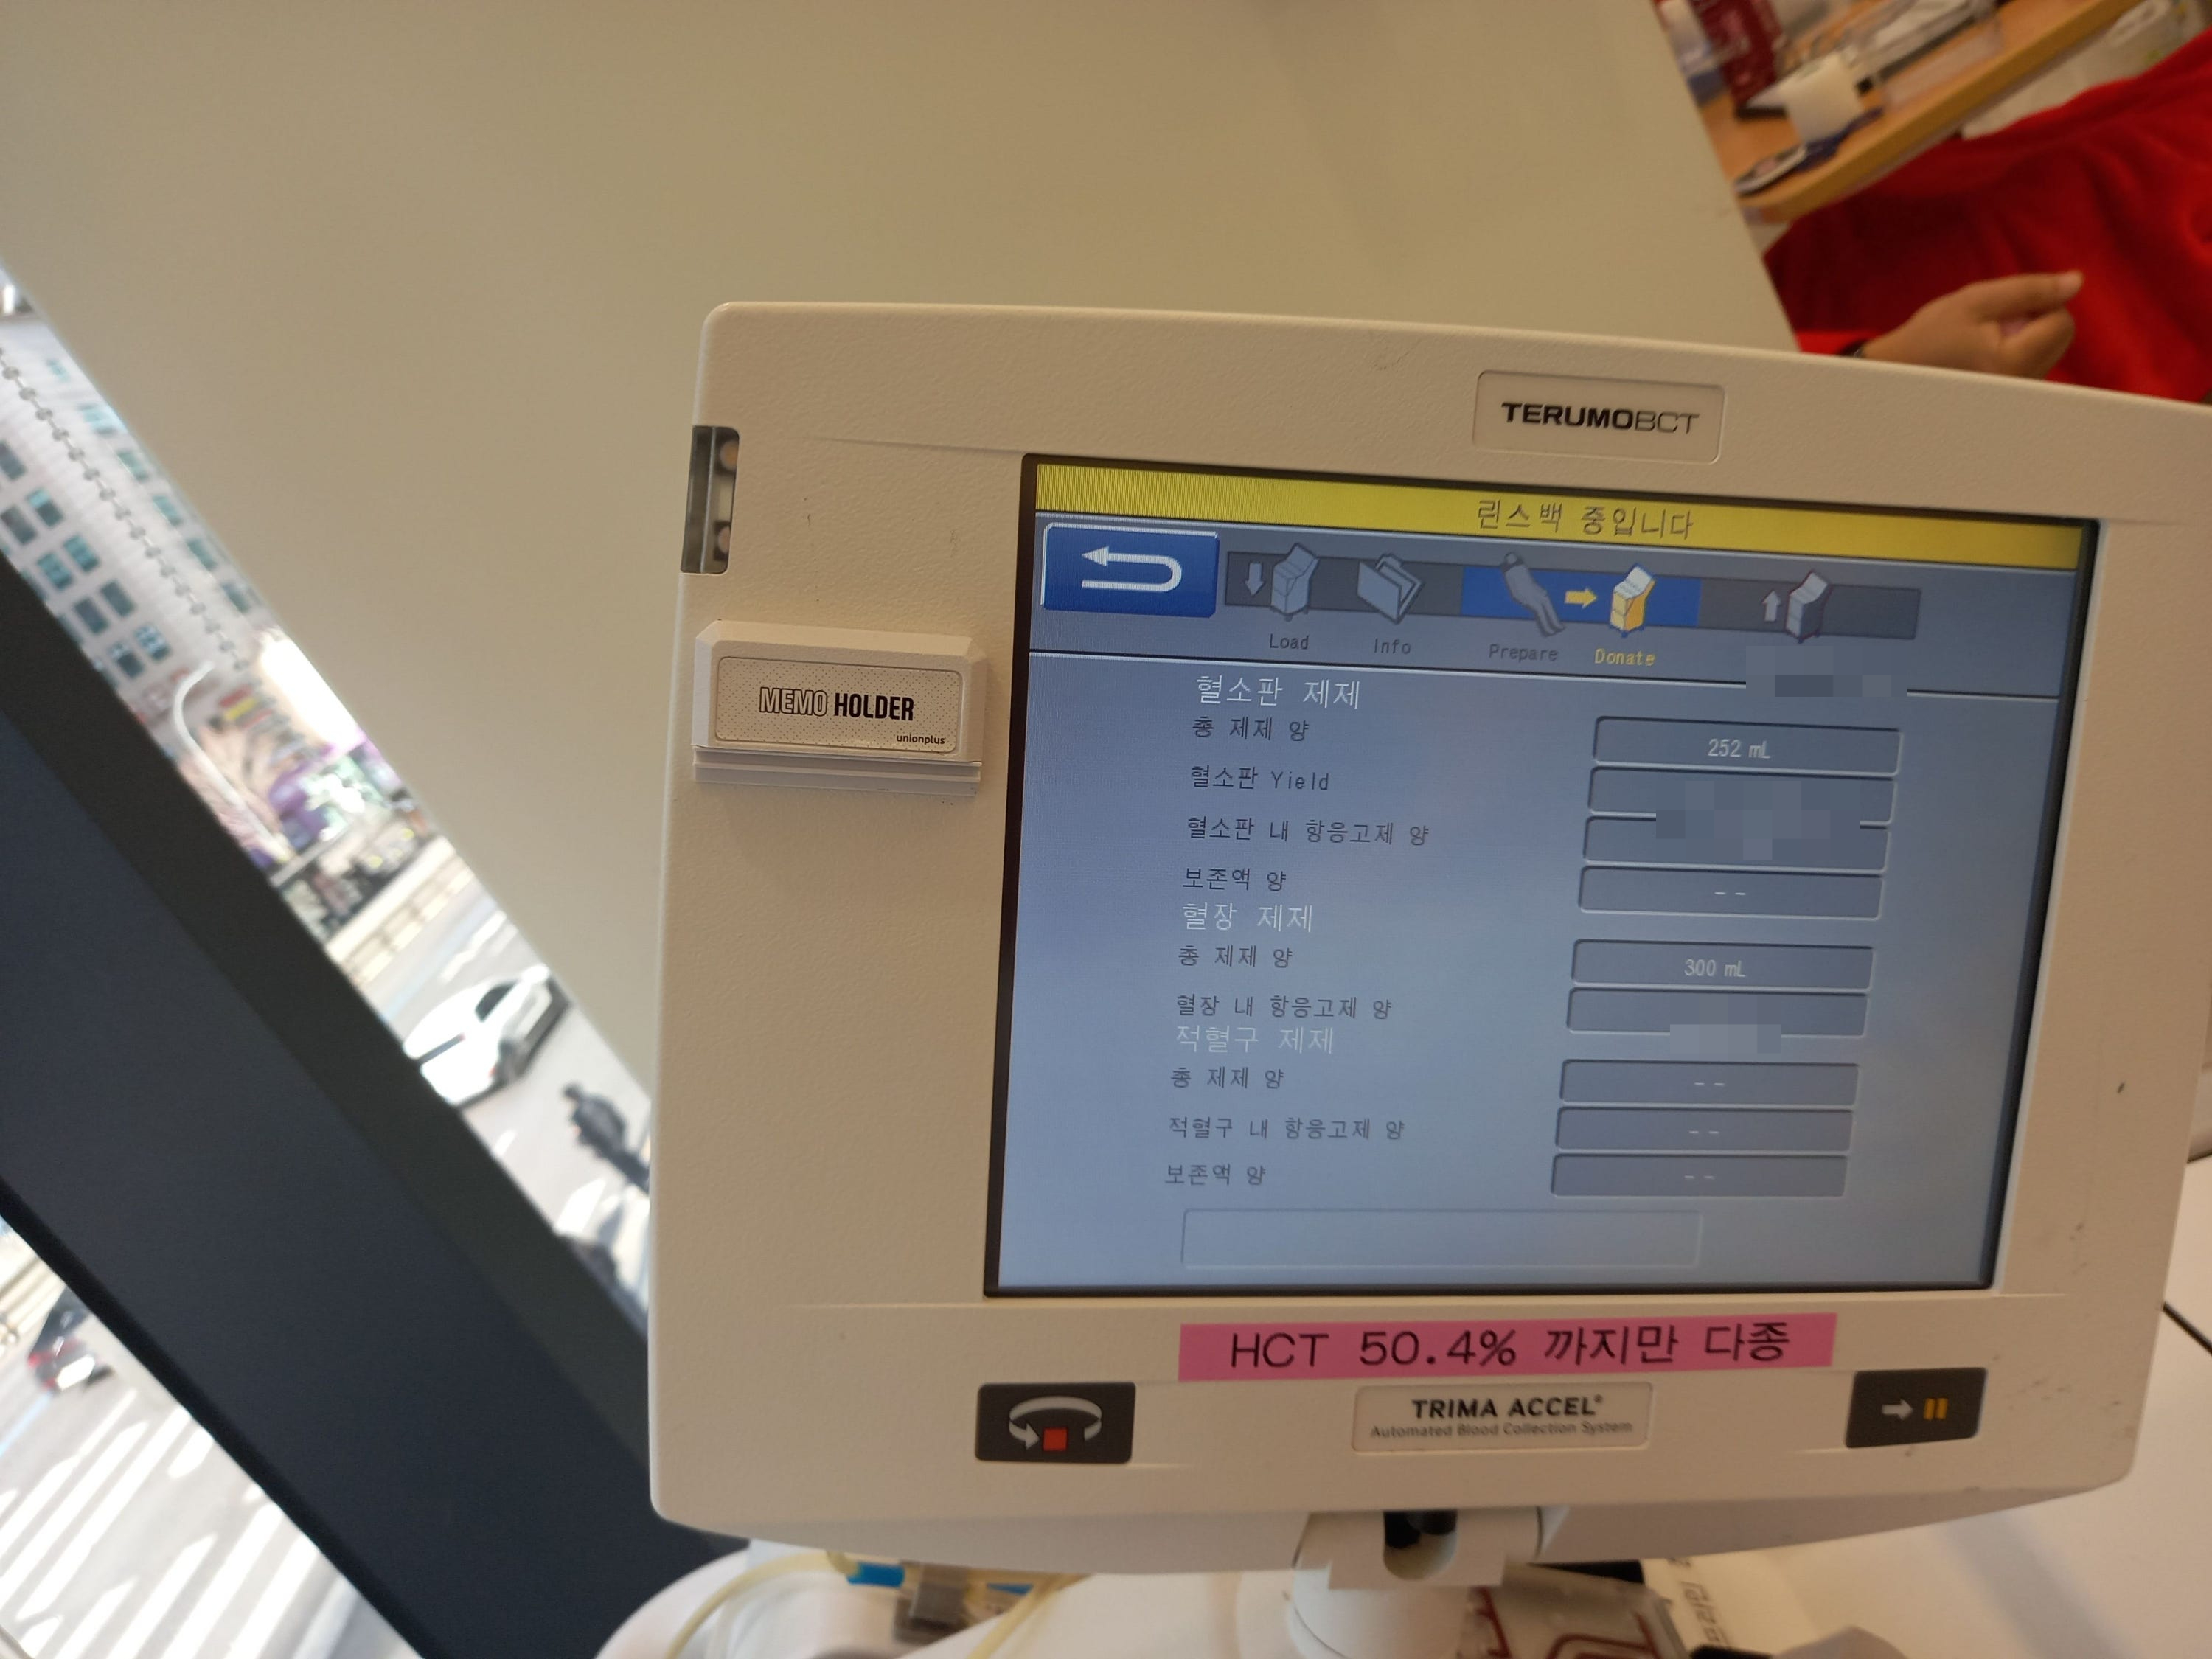 TERUMOBCT
린스백 중입니다
Load
Info
Prepare
Donate
MEMO HOLDER
unionplus
혈소판 제제
총 제제 양 252 mL
혈소판 Yield
혈소판 내 항응고제 양
보존액 양 --
혈장 제제
총 제제 양 300 mL
혈장 내 항응고제 양
적혈구 제제
총 제제 양 --
적혈구 내 항응고제 양 --
보존액 양 --
HCT 50.4% 까지만 다종
TRIMA ACCEL®
Automated Blood Collection System